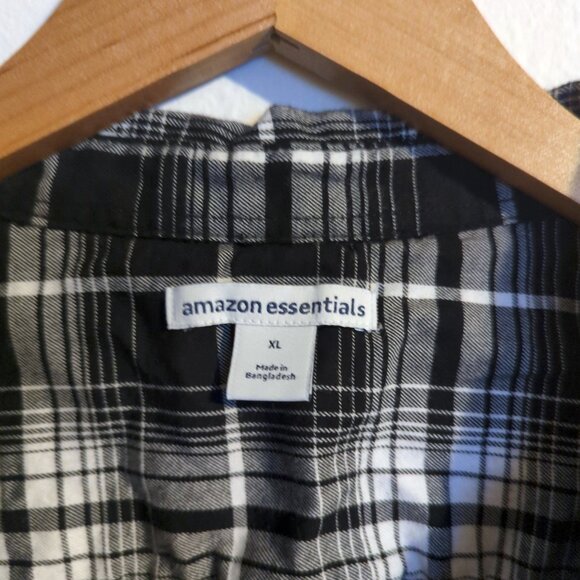 amazon essentials
XL
Made in
Bangladesh